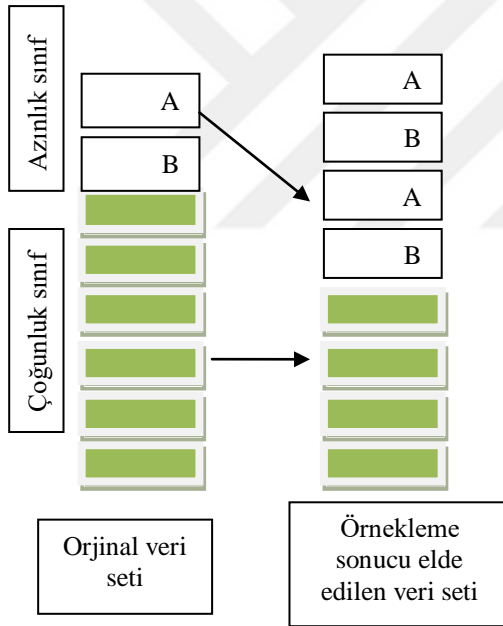 Azınlık sınıf
A
B
Çoğunluk sınıf
A
B
A
B
Orjinal veri
seti
Örnekleme
sonucu elde
edilen veri seti